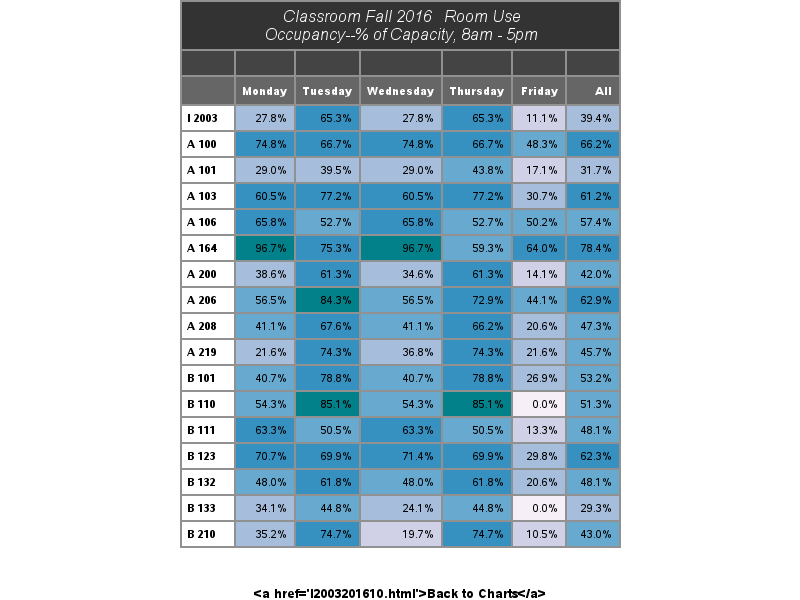 Classroom Fall 2016 Room Use
Occupancy--% of Capacity, 8am - 5pm
Monday Tuesday Wednesday Thursday Friday All
I 2003 27.8% 65.3% 27.8% 65.3% 11.1% 39.4%
A 100 74.8% 66.7% 74.8% 66.7% 48.3% 66.2%
A 101 29.0% 39.5% 29.0% 43.8% 17.1% 31.7%
A 103 60.5% 77.2% 60.5% 77.2% 30.7% 61.2%
A 106 65.8% 52.7% 65.8% 52.7% 50.2% 57.4%
A 164 96.7% 75.3% 96.7% 59.3% 64.0% 78.4%
A 200 38.6% 61.3% 34.6% 61.3% 14.1% 42.0%
A 206 56.5% 84.3% 56.5% 72.9% 44.1% 62.9%
A 208 41.1% 67.6% 41.1% 66.2% 20.6% 47.3%
A 219 21.6% 74.3% 36.8% 74.3% 21.6% 45.7%
B 101 40.7% 78.8% 40.7% 78.8% 26.9% 53.2%
B 110 54.3% 85.1% 54.3% 85.1% 0.0% 51.3%
B 111 63.3% 50.5% 63.3% 50.5% 13.3% 48.1%
B 123 70.7% 69.9% 71.4% 69.9% 29.8% 62.3%
B 132 48.0% 61.8% 48.0% 61.8% 20.6% 48.1%
B 133 34.1% 44.8% 24.1% 44.8% 0.0% 29.3%
B 210 35.2% 74.7% 19.7% 74.7% 10.5% 43.0%
<a href='I2003201610.html'>Back to Charts</a>